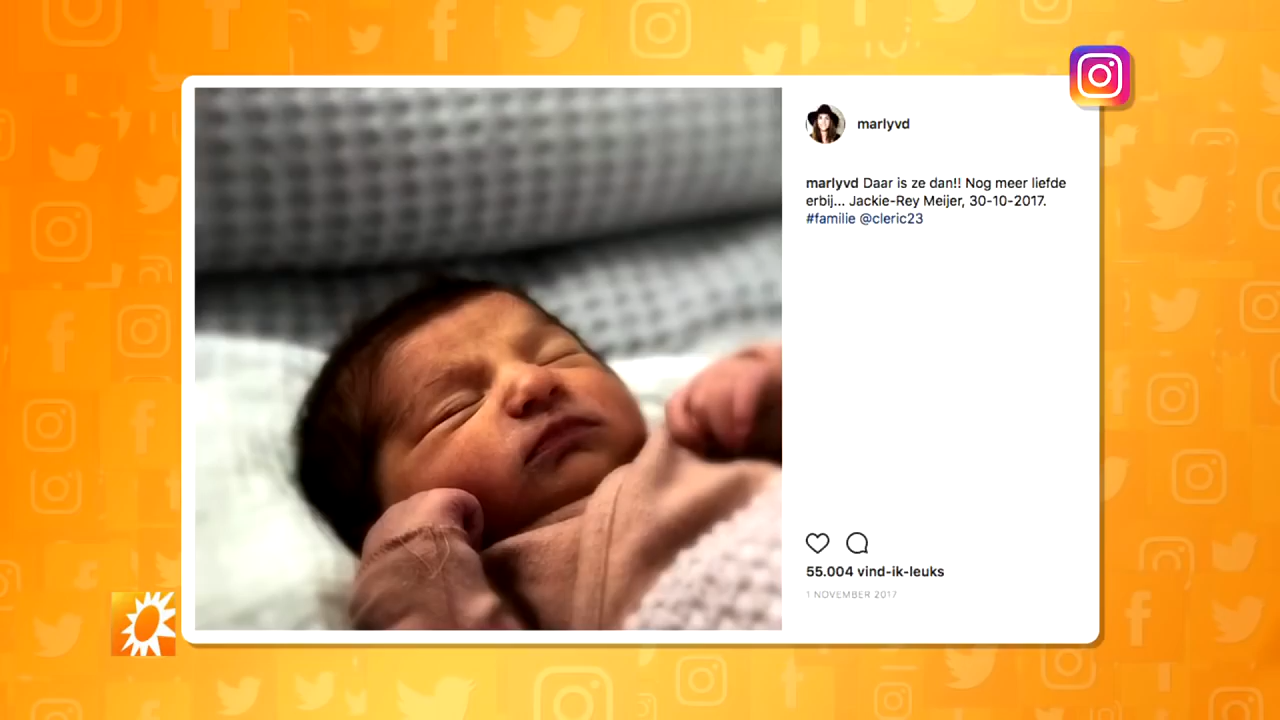 marlyvd
marlyvd Daar is ze dan!! Nog meer liefde
erbij... Jackie-Rey Meijer, 30-10-2017.
#familie @cleric23
55.004 vind-ik-leuks
1 NOVEMBER 2017